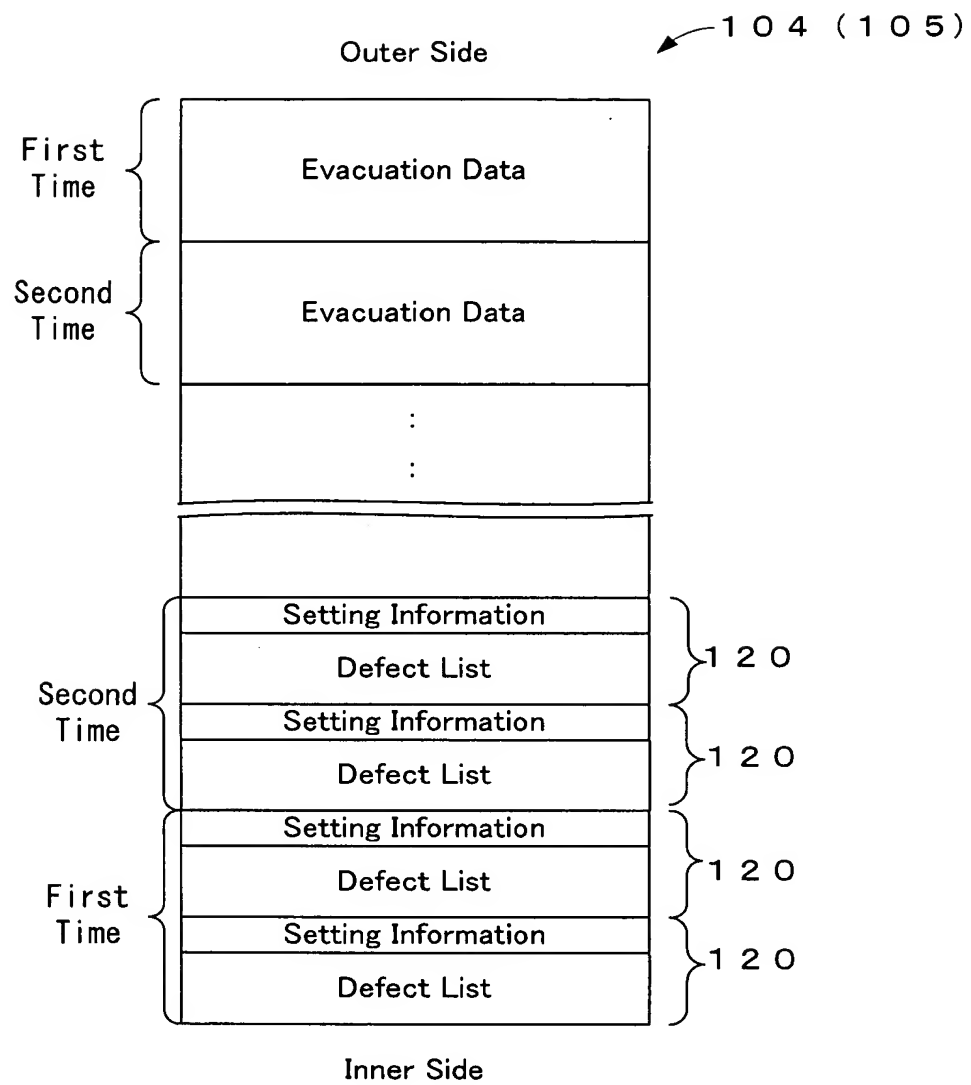 104 (105)
Outer Side
First
Time
Evacuation Data
Second
Time
Evacuation Data
:
:
Second
Time
Setting Information
Defect List
120
Setting Information
Defect List
120
First
Time
Setting Information
Defect List
120
Setting Information
Defect List
120
Inner Side